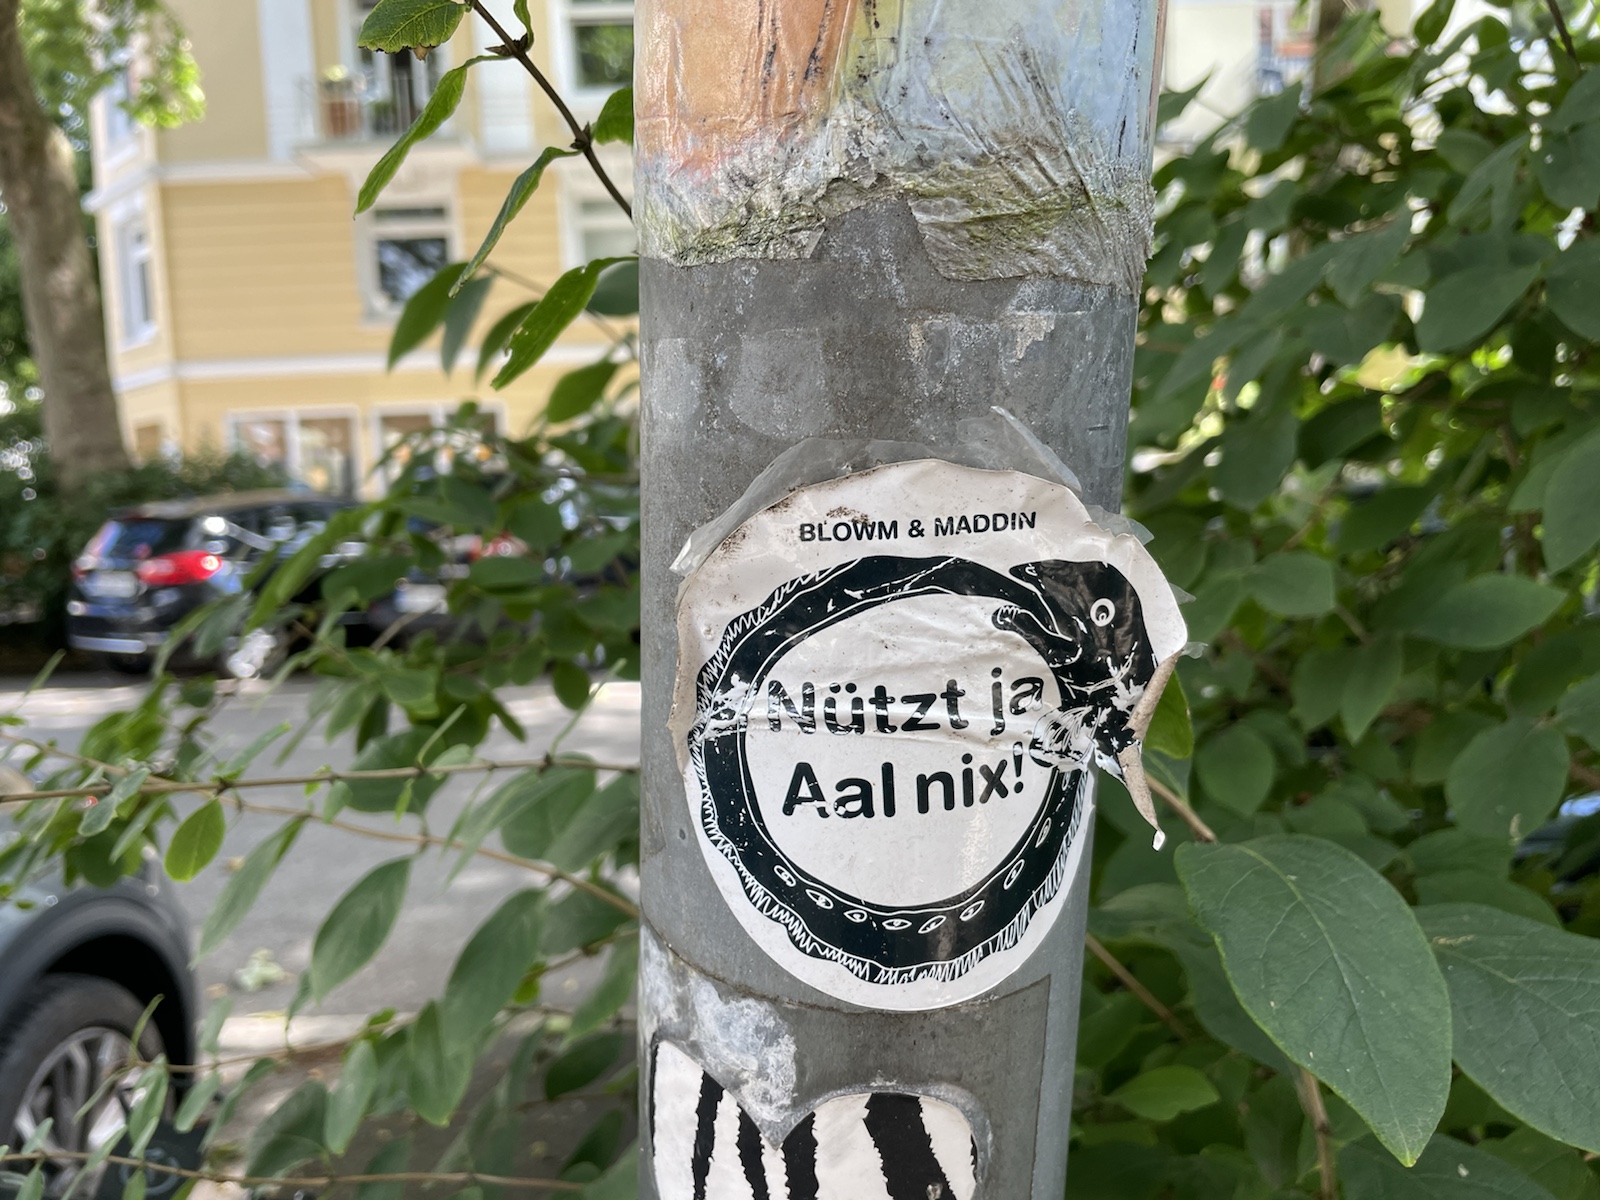 BLOWM & MADDIN
Nützt ja
Aal nix!